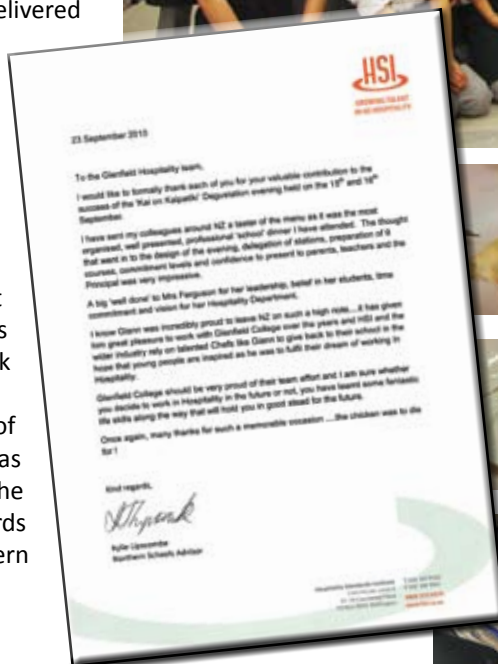 elivered
HSI
GROWING TALENT
IN NZ HOSPITALITY
23 September 2010
To the Glenfield Hospitality team,
I would like to formally thank each of you for your valuable contribution to the
success of the 'Kai on Kaipatiki' Degustation evening held on the 15th and 16th
September.
I have sent my colleagues around NZ a taster of the menu as it was the most
organised, well presented, professional 'school' dinner I have attended. The thought
that went in to the design of the evening, delegation of stations, preparation of 9
courses, commitment levels and confidence to present to parents, teachers and the
Principal was very impressive.
A big 'well done' to Mrs Ferguson for her leadership, belief in her students, time
commitment and vision for her Hospitality Department.
I know Glann was incredibly proud to leave NZ on such a high note....it has given
him great pleasure to work with Glenfield College over the years and HSI and the
wider industry rely on talented Chefs like Glann to give back to their school in the
hope that young people are inspired as he was to fulfil their dream of working in
Hospitality.
Glenfield College should be very proud of their team effort and I am sure whether
you decide to work in Hospitality in the future or not, you have learnt some fantastic
life skills along the way that will hold you in good stead for the future.
Once again, many thanks for such a memorable occasion ....the chicken was to die
for !
Kind regards,
Kylie Lipscombe
Northern Schools Advisor
Hospitality Standards Institute
t
s
k
of
as
he
rds
ern